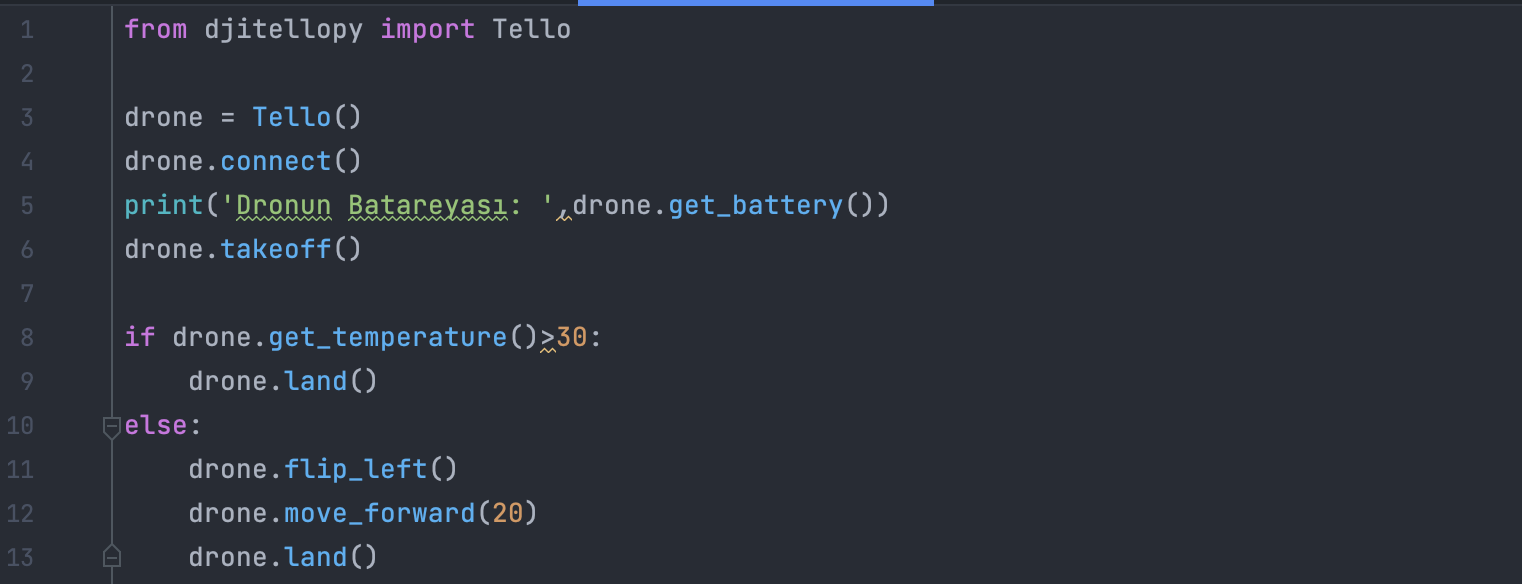 1 from djitellopy import Tello
2
3 drone = Tello()
4 drone.connect()
5 print('Dronun Batareyası: ',drone.get_battery())
6 drone.takeoff()
7
8 if drone.get_temperature()>30:
9     drone.land()
10 else:
11     drone.flip_left()
12     drone.move_forward(20)
13     drone.land()